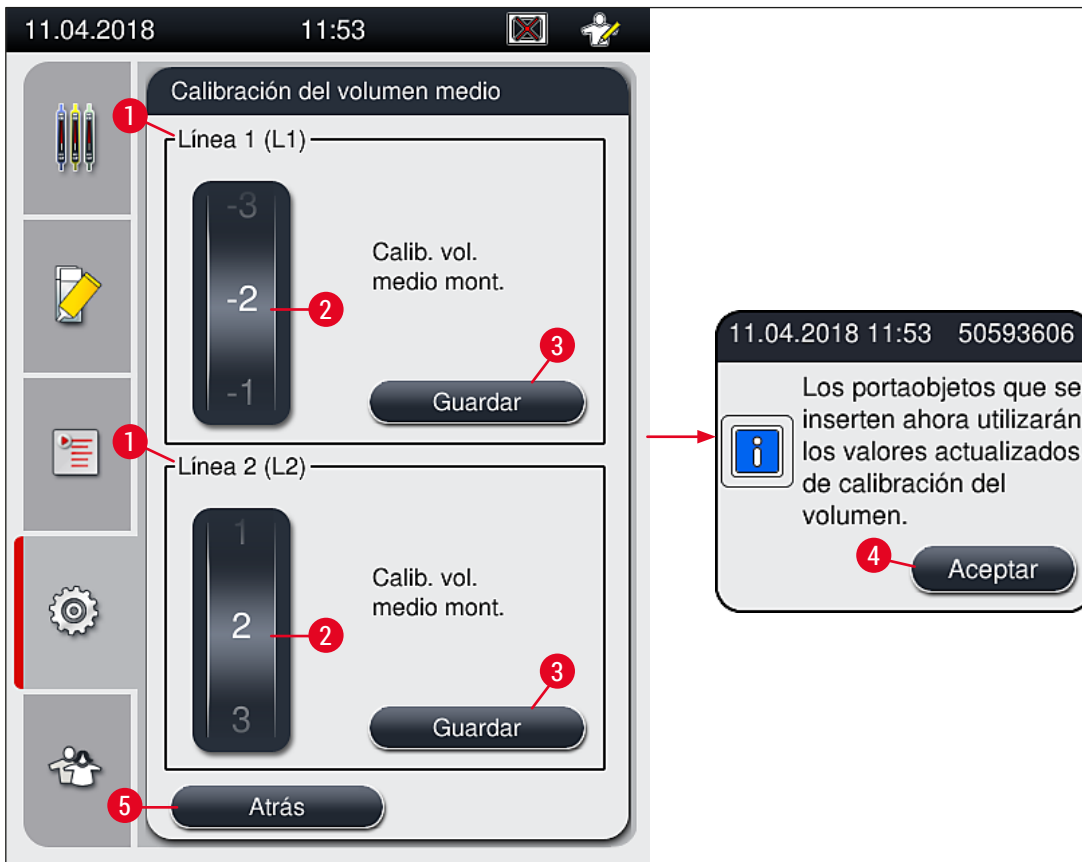 11.04.2018 11:53
Calibración del volumen medio
1
Línea 1 (L1)
-3
-2
-1
2
Calib. vol.
medio mont.
3
Guardar
1
Línea 2 (L2)
1
2
3
2
Calib. vol.
medio mont.
3
Guardar
5
Atrás
11.04.2018 11:53 50593606
Los portaobjetos que se
inserten ahora utilizarán
los valores actualizados
de calibración del
volumen.
4
Aceptar